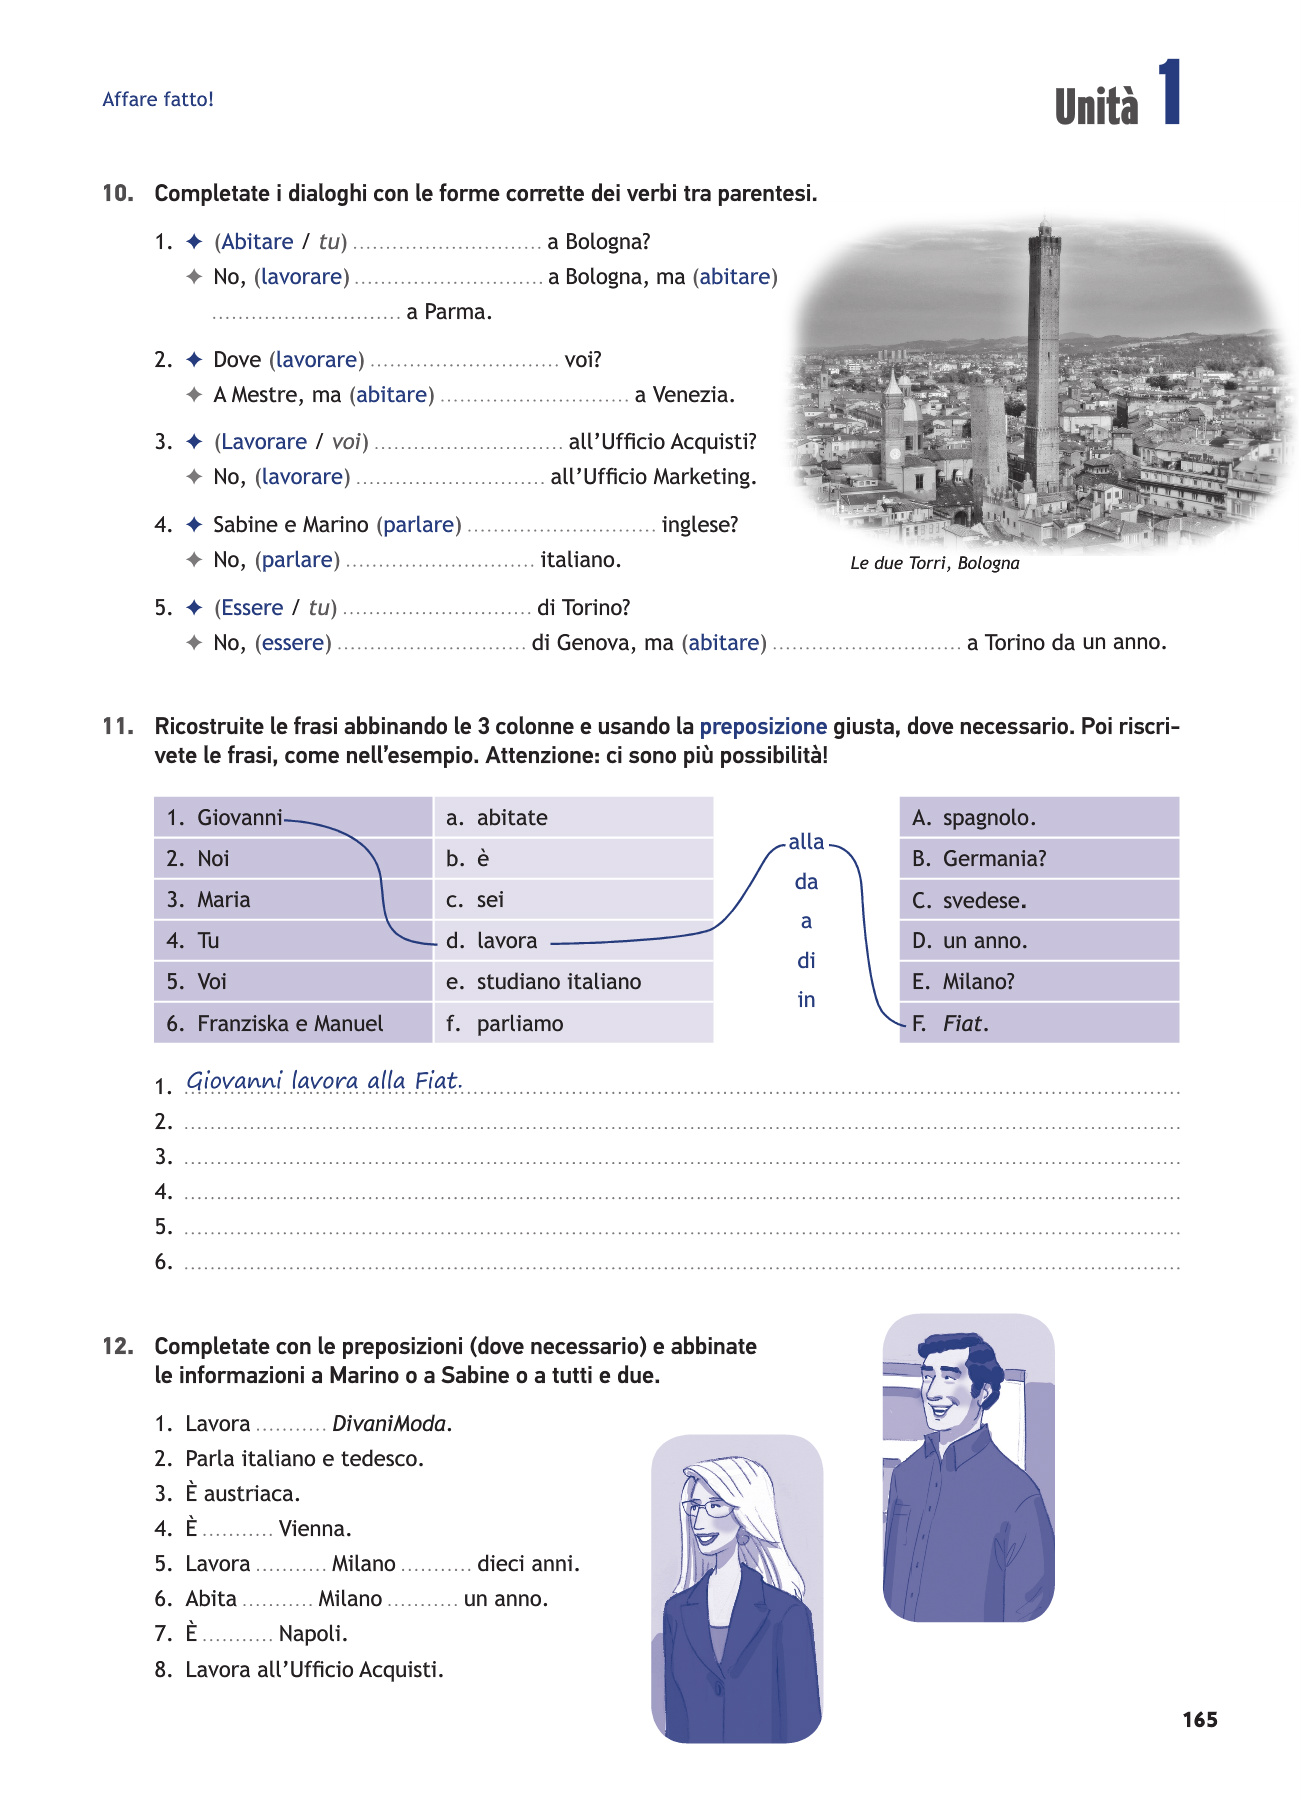 Affare fatto!
Unità 1
10. Completate i dialoghi con le forme corrette dei verbi tra parentesi.
1. ✦ (Abitare / tu) ............................. a Bologna?
✦ No, (lavorare) ............................. a Bologna, ma (abitare)
............................. a Parma.
2. ✦ Dove (lavorare) ............................. voi?
✦ A Mestre, ma (abitare) ............................. a Venezia.
3. ✦ (Lavorare / voi) ............................. all'Ufficio Acquisti?
✦ No, (lavorare) ............................. all'Ufficio Marketing.
4. ✦ Sabine e Marino (parlare) ............................. inglese?
✦ No, (parlare) ............................. italiano.
5. ✦ (Essere / tu) ............................. di Torino?
✦ No, (essere) ............................. di Genova, ma (abitare) ............................. a Torino da un anno.
Le due Torri, Bologna
11. Ricostruite le frasi abbinando le 3 colonne e usando la preposizione giusta, dove necessario. Poi riscri-
vete le frasi, come nell'esempio. Attenzione: ci sono più possibilità!
1. Giovanni
2. Noi
3. Maria
4. Tu
5. Voi
6. Franziska e Manuel
a. abitate
b. è
c. sei
d. lavora
e. studiano italiano
f. parliamo
alla
da
a
di
in
A. spagnolo.
B. Germania?
C. svedese.
D. un anno.
E. Milano?
F. Fiat.
1. Giovanni lavora alla Fiat.
2.
3.
4.
5.
6.
12. Completate con le preposizioni (dove necessario) e abbinate
le informazioni a Marino o a Sabine o a tutti e due.
1. Lavora ........... DivaniModa.
2. Parla italiano e tedesco.
3. È austriaca.
4. È ........... Vienna.
5. Lavora ........... Milano ........... dieci anni.
6. Abita ........... Milano ........... un anno.
7. È ........... Napoli.
8. Lavora all'Ufficio Acquisti.
165